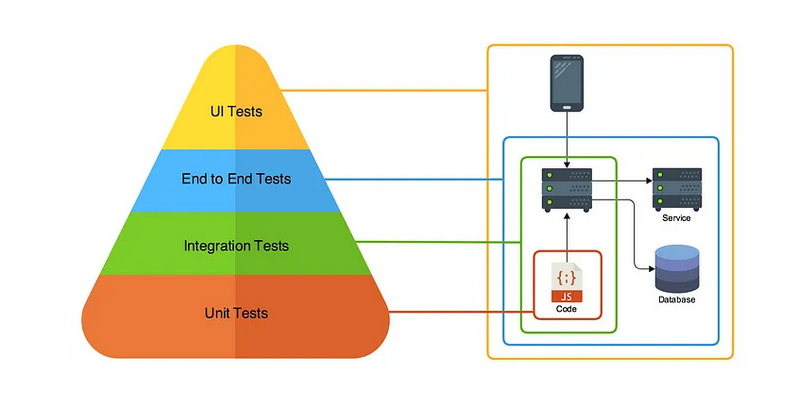 UI Tests
End to End Tests
Integration Tests
Unit Tests
Service
Database
{;}
JS
Code